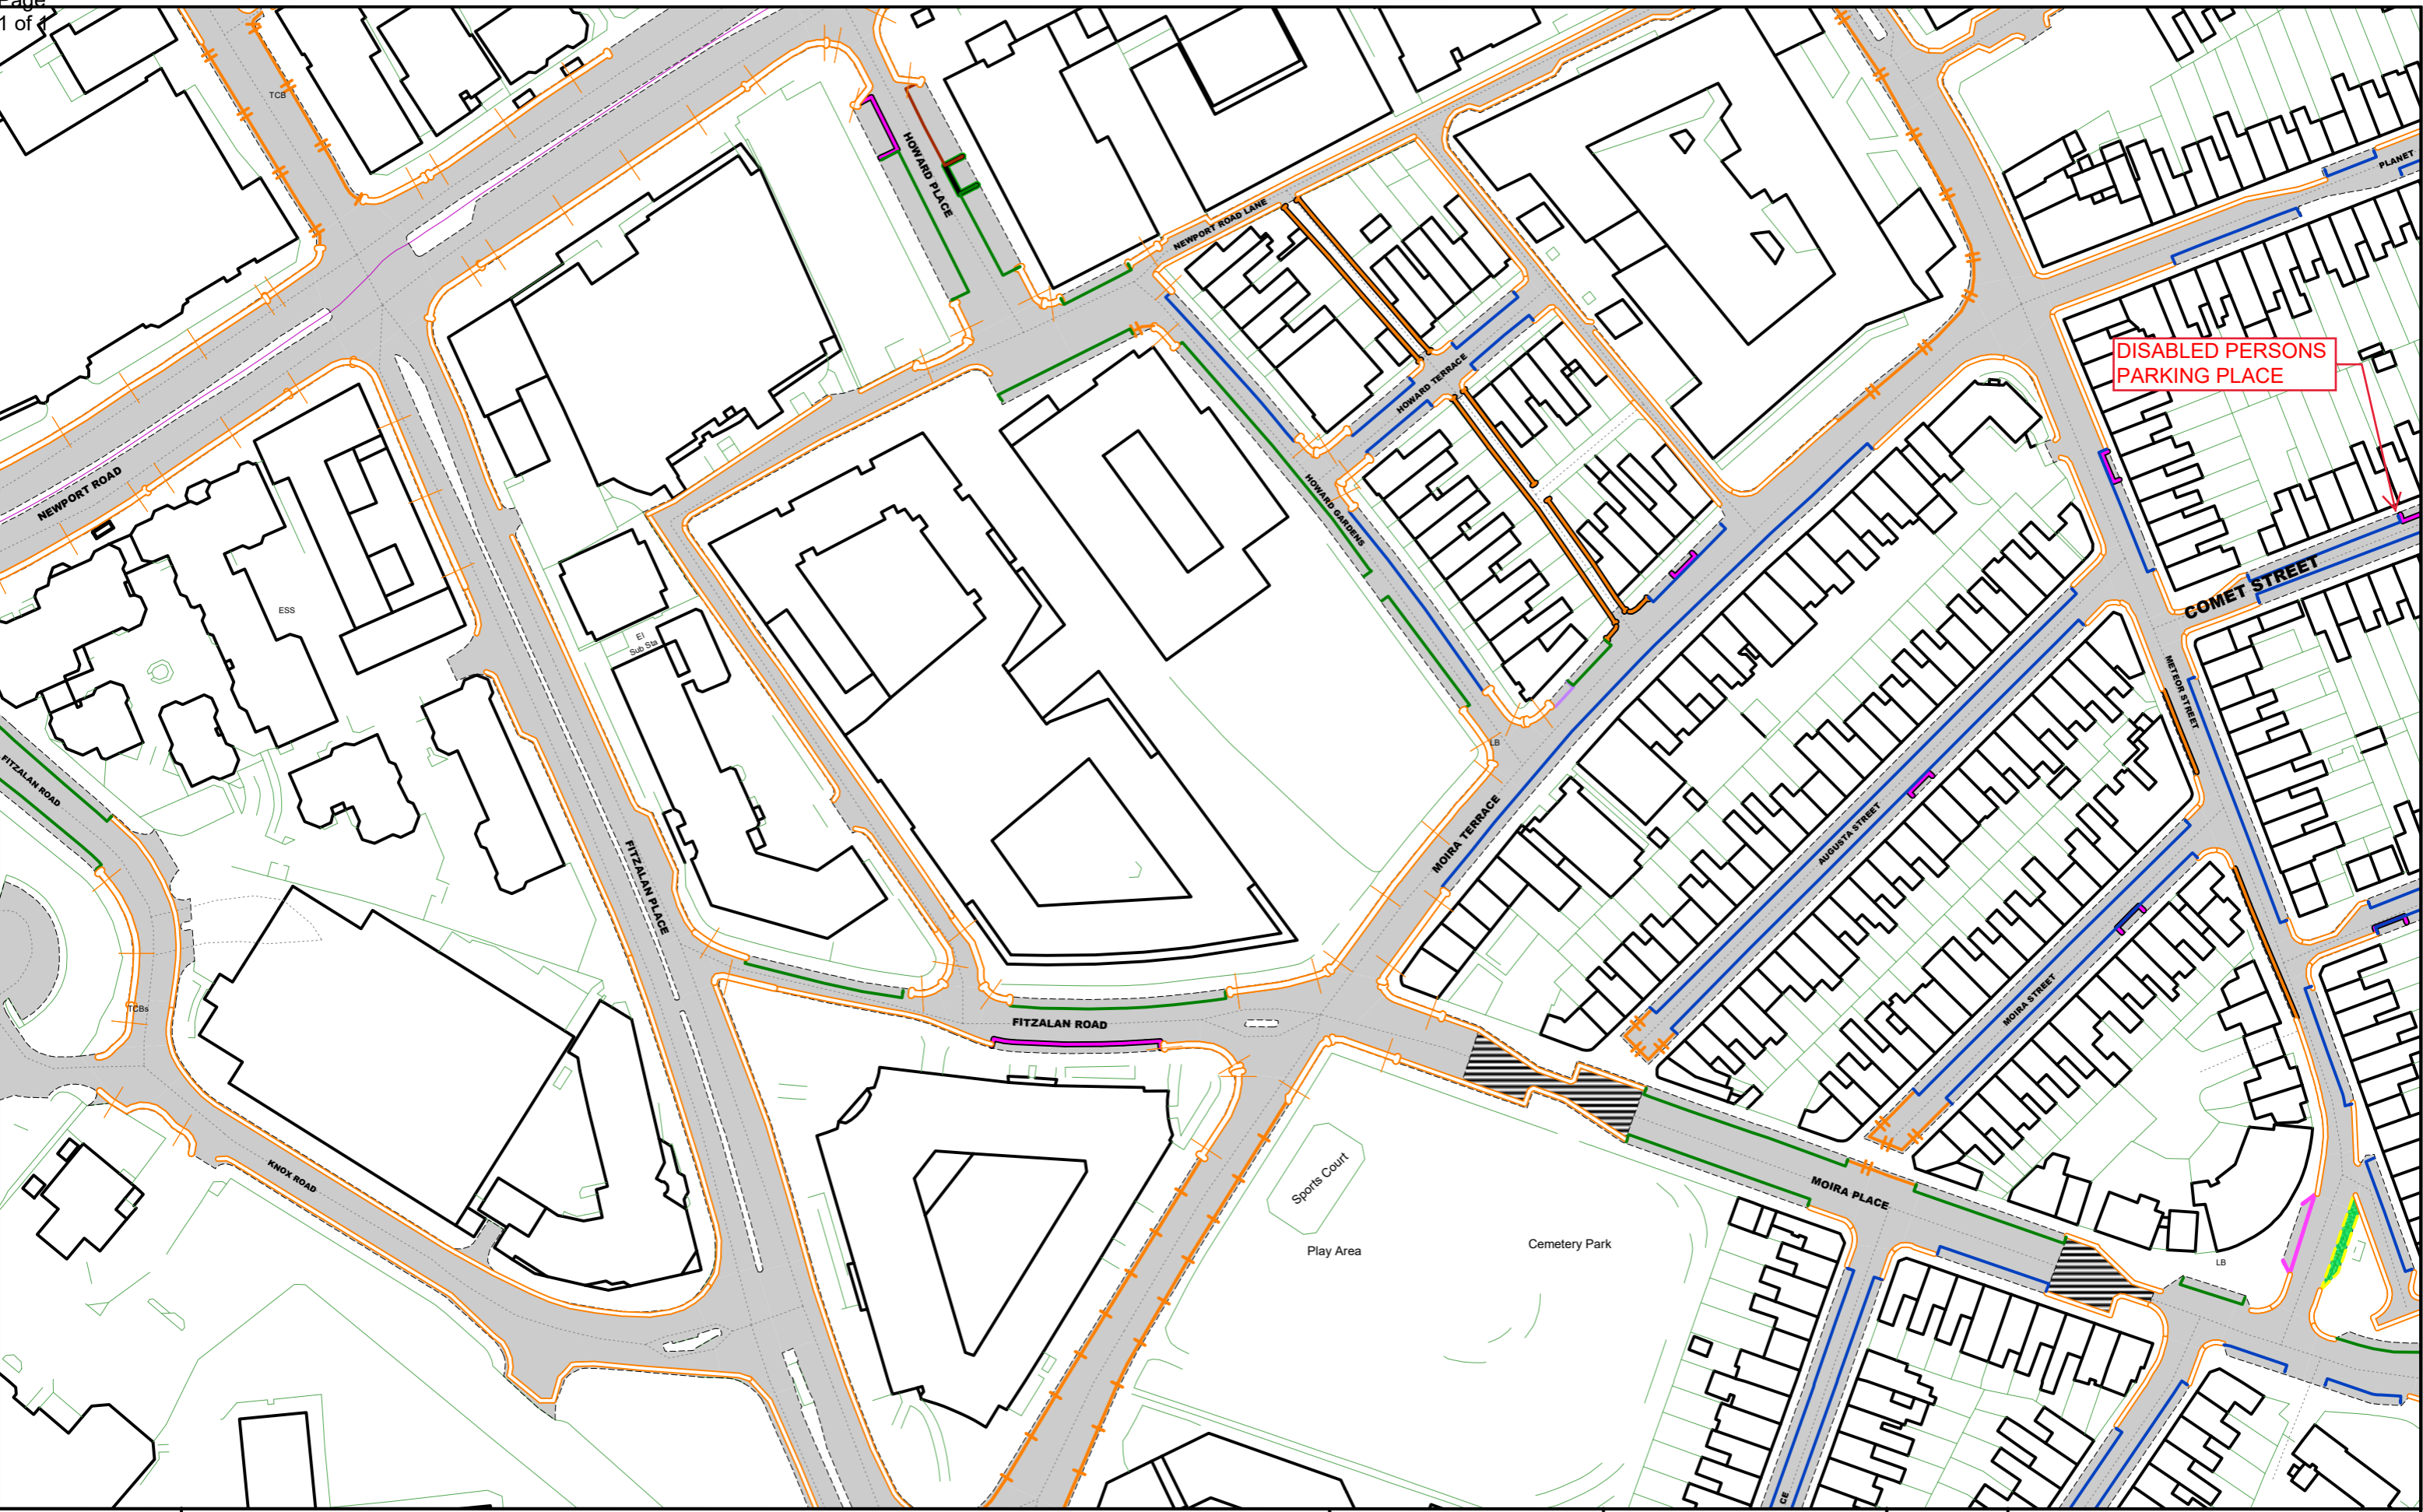 Page
1 of 1
TCB
HOWARD PLACE
PLANET
NEWPORT ROAD LANE
DISABLED PERSONS
PARKING PLACE
HOWARD TERRACE
NEWPORT ROAD
HOWARD GARDENS
COMET STREET
ESS
El
Sub Sta
METEOR STREET
LB
FITZALAN ROAD
MOIRA TERRACE
AUGUSTA STREET
FITZALAN PLACE
TCBs
FITZALAN ROAD
MOIRA STREET
KNOX ROAD
Sports Court
MOIRA PLACE
Play Area
Cemetery Park
LB
CE